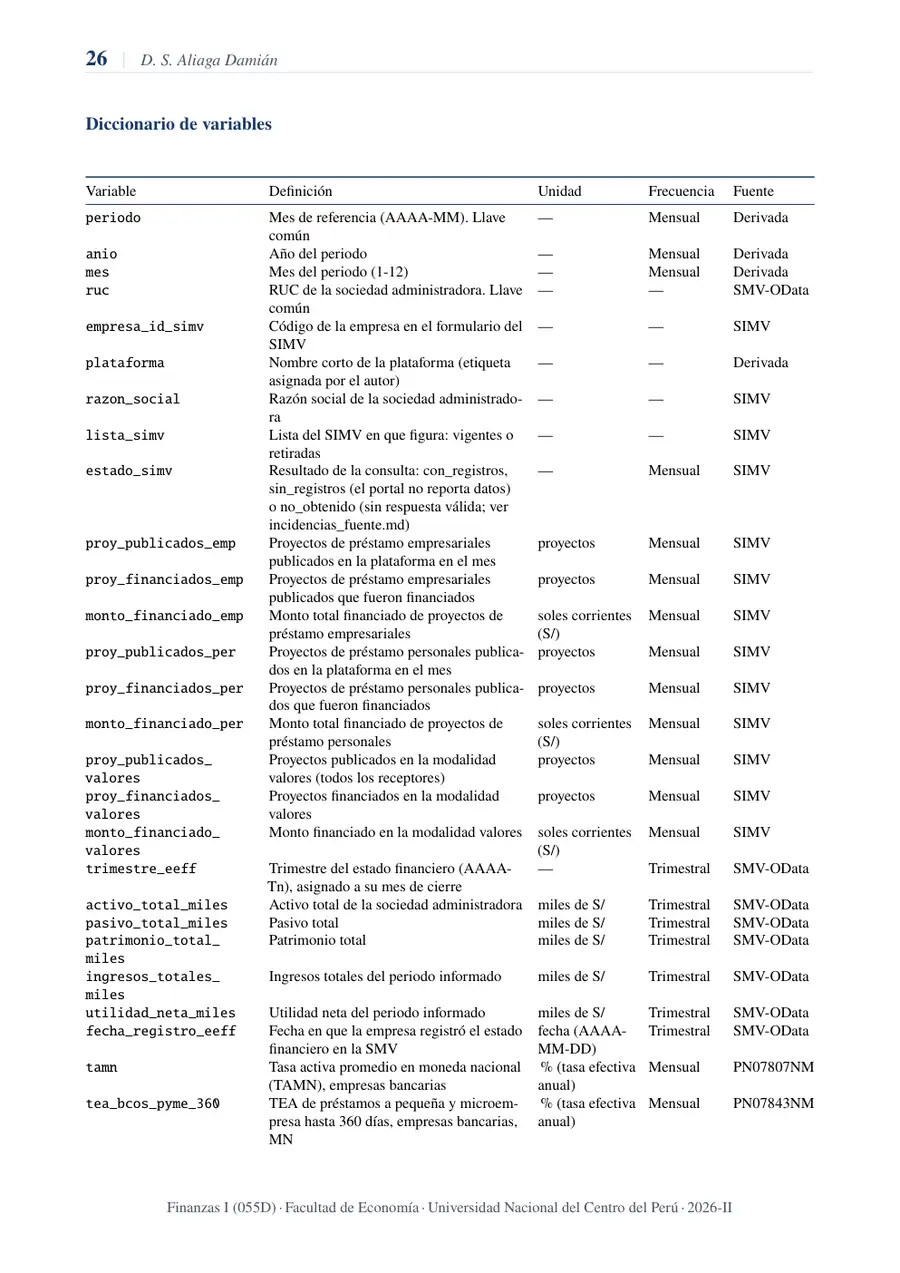 26 | D. S. Aliaga Damián
Diccionario de variables
Variable Definición Unidad Frecuencia Fuente
periodo Mes de referencia (AAAA-MM). Llave — Mensual Derivada
común
anio Año del periodo — Mensual Derivada
mes Mes del periodo (1-12) — Mensual Derivada
ruc RUC de la sociedad administradora. Llave — — SMV-OData
común
empresa_id_simv Código de la empresa en el formulario del — — SIMV
SIMV
plataforma Nombre corto de la plataforma (etiqueta — — Derivada
asignada por el autor)
razon_social Razón social de la sociedad administrado- — — SIMV
ra
lista_simv Lista del SIMV en que figura: vigentes o — — SIMV
retiradas
estado_simv Resultado de la consulta: con_registros, — Mensual SIMV
sin_registros (el portal no reporta datos)
o no_obtenido (sin respuesta válida; ver
incidencias_fuente.md)
proy_publicados_emp Proyectos de préstamo empresariales proyectos Mensual SIMV
publicados en la plataforma en el mes
proy_financiados_emp Proyectos de préstamo empresariales proyectos Mensual SIMV
publicados que fueron financiados
monto_financiado_emp Monto total financiado de proyectos de soles corrientes Mensual SIMV
préstamo empresariales (S/)
proy_publicados_per Proyectos de préstamo personales publica- proyectos Mensual SIMV
dos en la plataforma en el mes
proy_financiados_per Proyectos de préstamo personales publica- proyectos Mensual SIMV
dos que fueron financiados
monto_financiado_per Monto total financiado de proyectos de soles corrientes Mensual SIMV
préstamo personales (S/)
proy_publicados_ Proyectos publicados en la modalidad proyectos Mensual SIMV
valores valores (todos los receptores)
proy_financiados_ Proyectos financiados en la modalidad proyectos Mensual SIMV
valores valores
monto_financiado_ Monto financiado en la modalidad valores soles corrientes Mensual SIMV
valores (S/)
trimestre_eeff Trimestre del estado financiero (AAAA- — Trimestral SMV-OData
Tn), asignado a su mes de cierre
activo_total_miles Activo total de la sociedad administradora miles de S/ Trimestral SMV-OData
pasivo_total_miles Pasivo total miles de S/ Trimestral SMV-OData
patrimonio_total_ Patrimonio total miles de S/ Trimestral SMV-OData
miles
ingresos_totales_ Ingresos totales del periodo informado miles de S/ Trimestral SMV-OData
miles
utilidad_neta_miles Utilidad neta del periodo informado miles de S/ Trimestral SMV-OData
fecha_registro_eeff Fecha en que la empresa registró el estado fecha (AAAA- Trimestral SMV-OData
financiero en la SMV MM-DD)
tamn Tasa activa promedio en moneda nacional % (tasa efectiva Mensual PN07807NM
(TAMN), empresas bancarias anual)
tea_bcos_pyme_360 TEA de préstamos a pequeña y microem- % (tasa efectiva Mensual PN07843NM
presa hasta 360 días, empresas bancarias, anual)
MN
Finanzas I (055D) · Facultad de Economía · Universidad Nacional del Centro del Perú · 2026-II